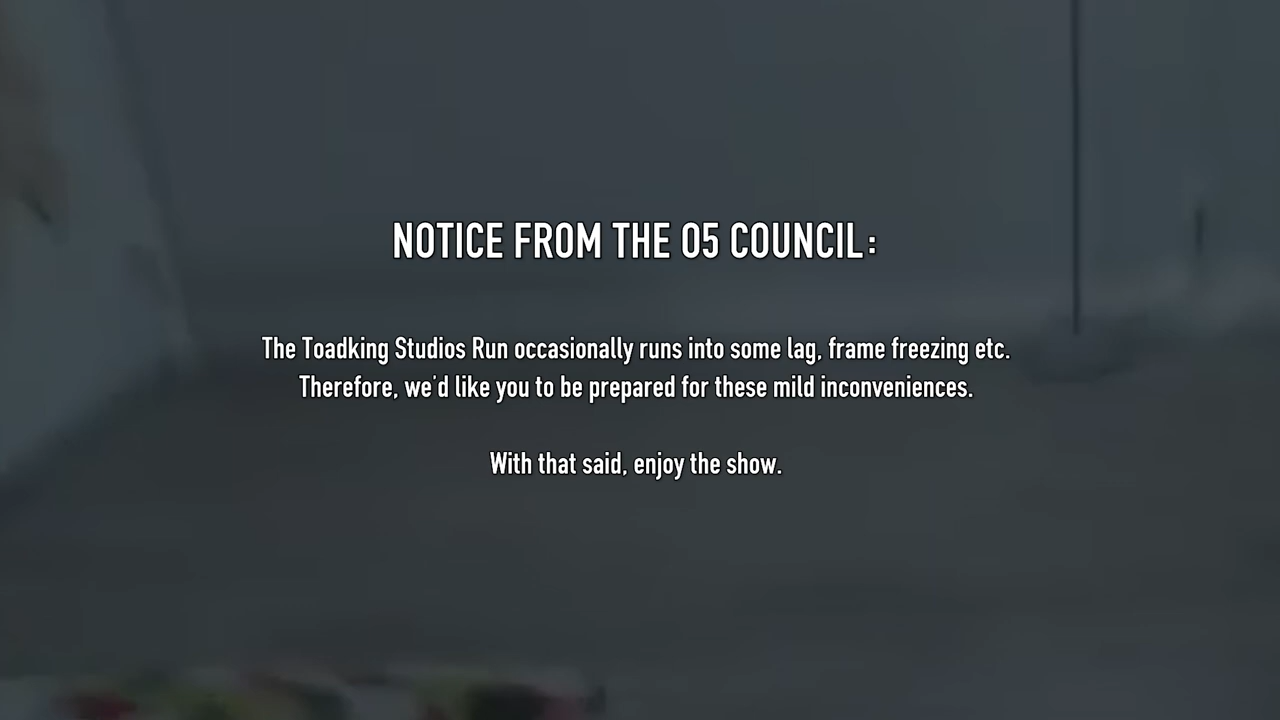 NOTICE FROM THE 05 COUNCIL:
The Toadking Studios Run occasionally runs into some lag, frame freezing etc.
Therefore, we'd like you to be prepared for these mild inconveniences.
With that said, enjoy the show.